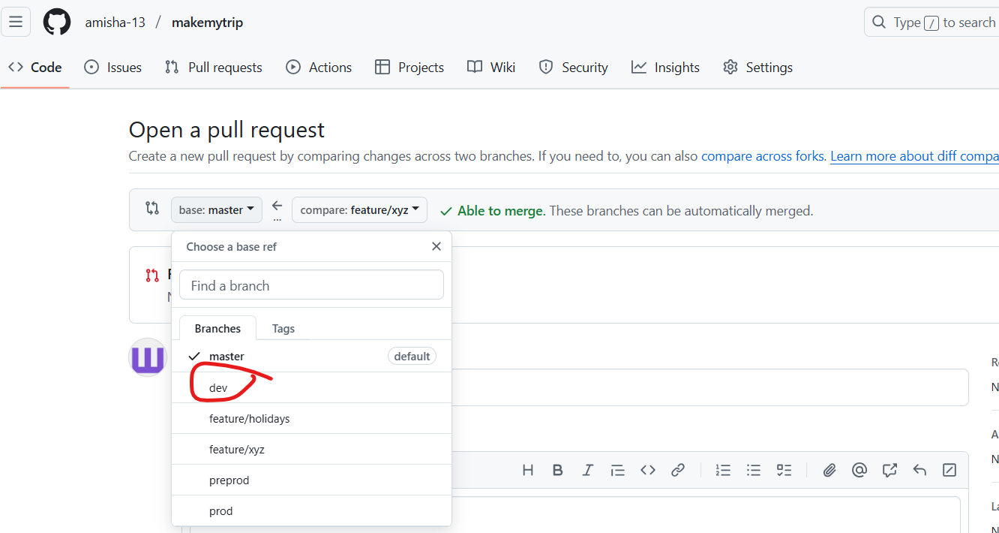 amisha-13 / makemytrip
Type / to search
Code Issues Pull requests Actions Projects Wiki Security Insights Settings
Open a pull request
Create a new pull request by comparing changes across two branches. If you need to, you can also compare across forks. Learn more about diff compa
base: master ← compare: feature/xyz Able to merge. These branches can be automatically merged.
...
Choose a base ref
Find a branch
Branches Tags
master default
dev
feature/holidays
feature/xyz
preprod
prod